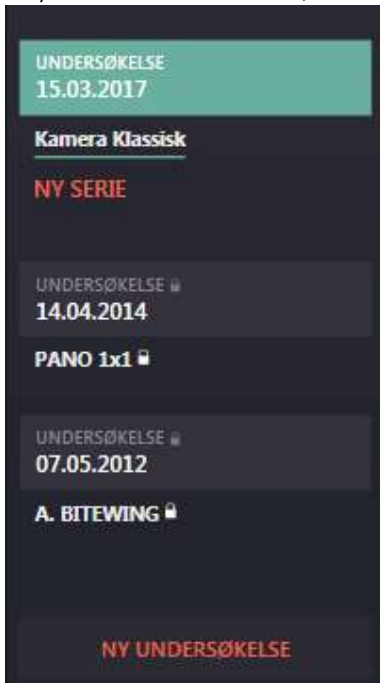 UNDERSØKELSE
15.03.2017
Kamera Klassisk
NY SERIE
UNDERSØKELSE
14.04.2014
PANO 1x1
UNDERSØKELSE
07.05.2012
A. BITEWING
NY UNDERSØKELSE